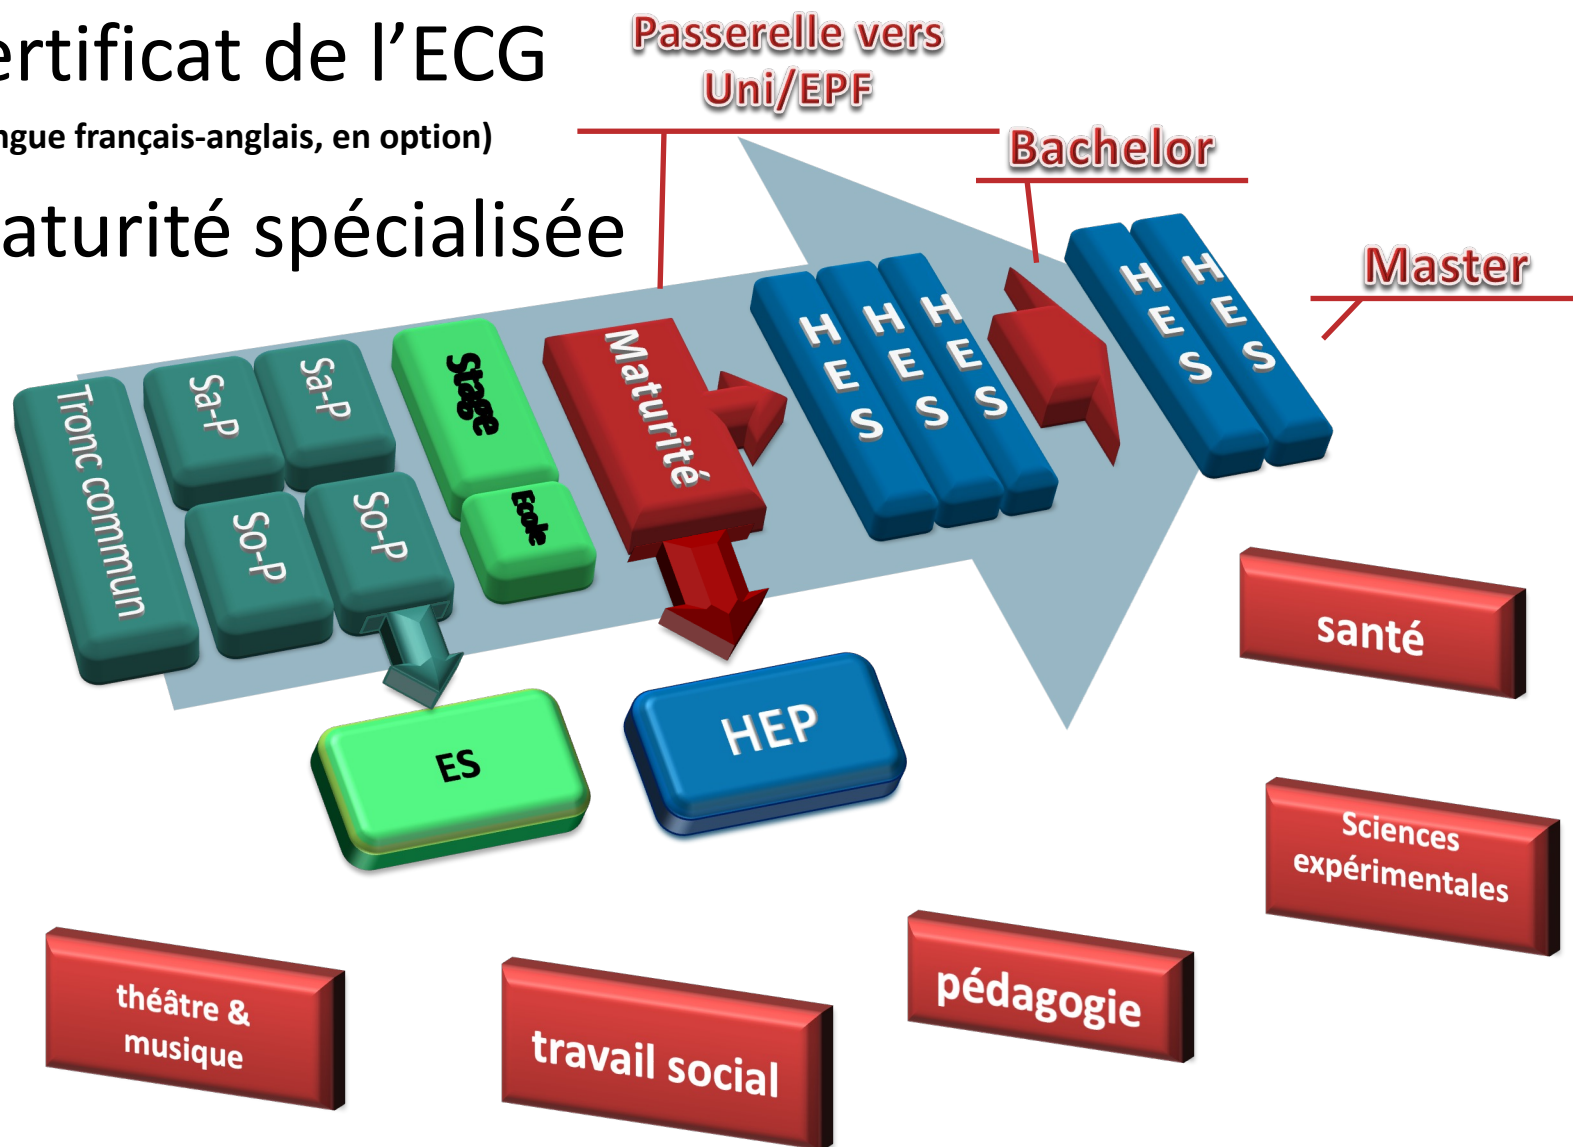 ertificat de l’ECG
ngue français-anglais, en option)
aturité spécialisée
Passerelle vers
Uni/EPF
Bachelor
Master
Tronc commun
Sa-P
Sa-P
So-P
So-P
Stage
Ecole
Maturité
HES
HES
HES
HES
HES
ES
HEP
santé
Sciences
expérimentales
pédagogie
travail social
théâtre &
musique